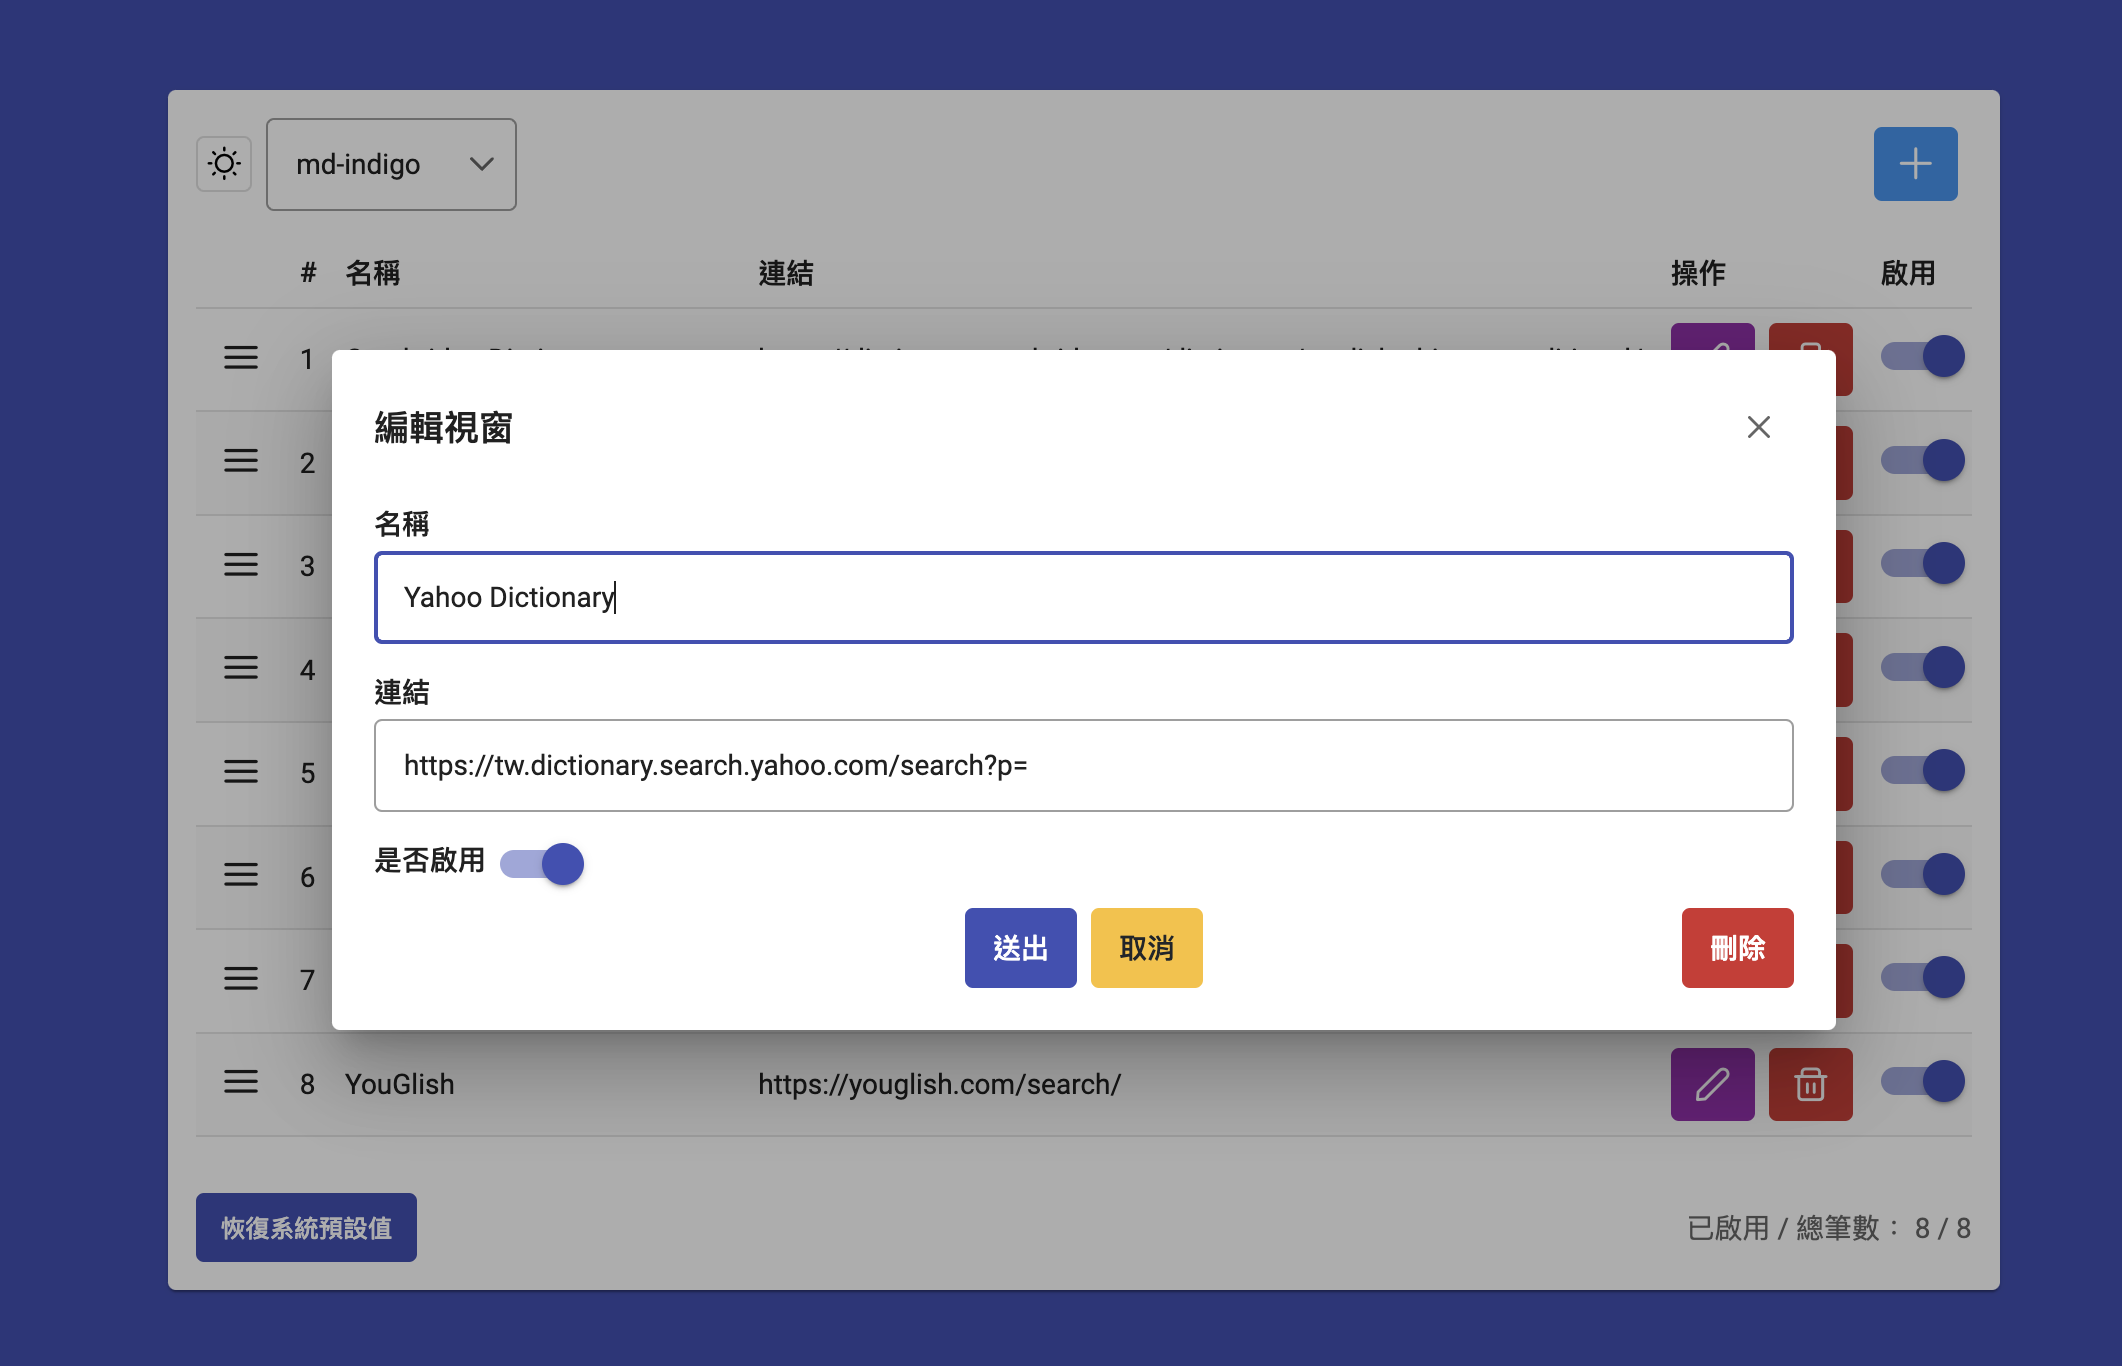 md-indigo
# 名稱 連結 操作 啟用
1
編輯視窗
2
名稱
3
Yahoo Dictionary
4
連結
5
https://tw.dictionary.search.yahoo.com/search?p=
6
是否啟用
7
送出 取消 刪除
8 YouGlish https://youglish.com/search/
恢復系統預設值
已啟用 / 總筆數： 8 / 8